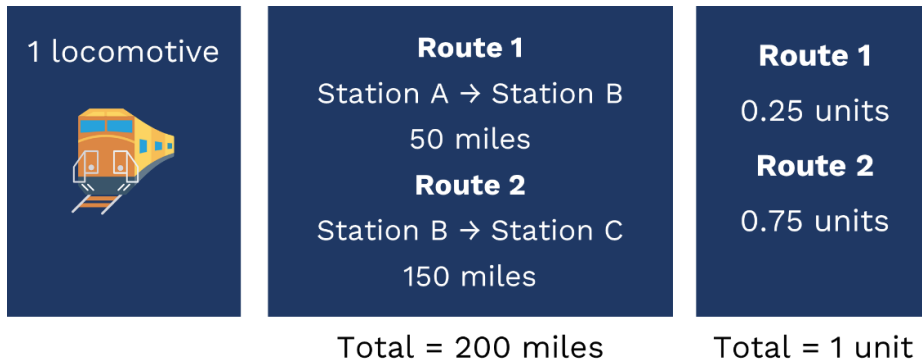 1 locomotive
Route 1
Station A → Station B
50 miles
Route 2
Station B → Station C
150 miles
Total = 200 miles
Route 1
0.25 units
Route 2
0.75 units
Total = 1 unit